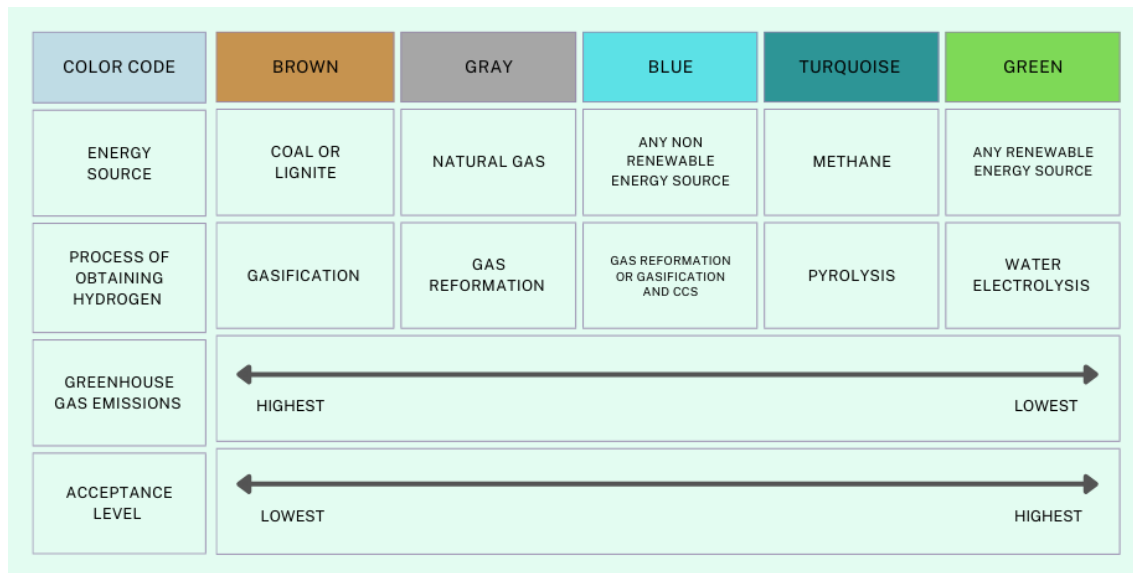 COLOR CODE
BROWN
GRAY
BLUE
TURQUOISE
GREEN
ENERGY
SOURCE
COAL OR
LIGNITE
NATURAL GAS
ANY NON
RENEWABLE
ENERGY SOURCE
METHANE
ANY RENEWABLE
ENERGY SOURCE
PROCESS OF
OBTAINING
HYDROGEN
GASIFICATION
GAS
REFORMATION
GAS REFORMATION
OR GASIFICATION
AND CCS
PYROLYSIS
WATER
ELECTROLYSIS
GREENHOUSE
GAS EMISSIONS
HIGHEST
LOWEST
ACCEPTANCE
LEVEL
LOWEST
HIGHEST